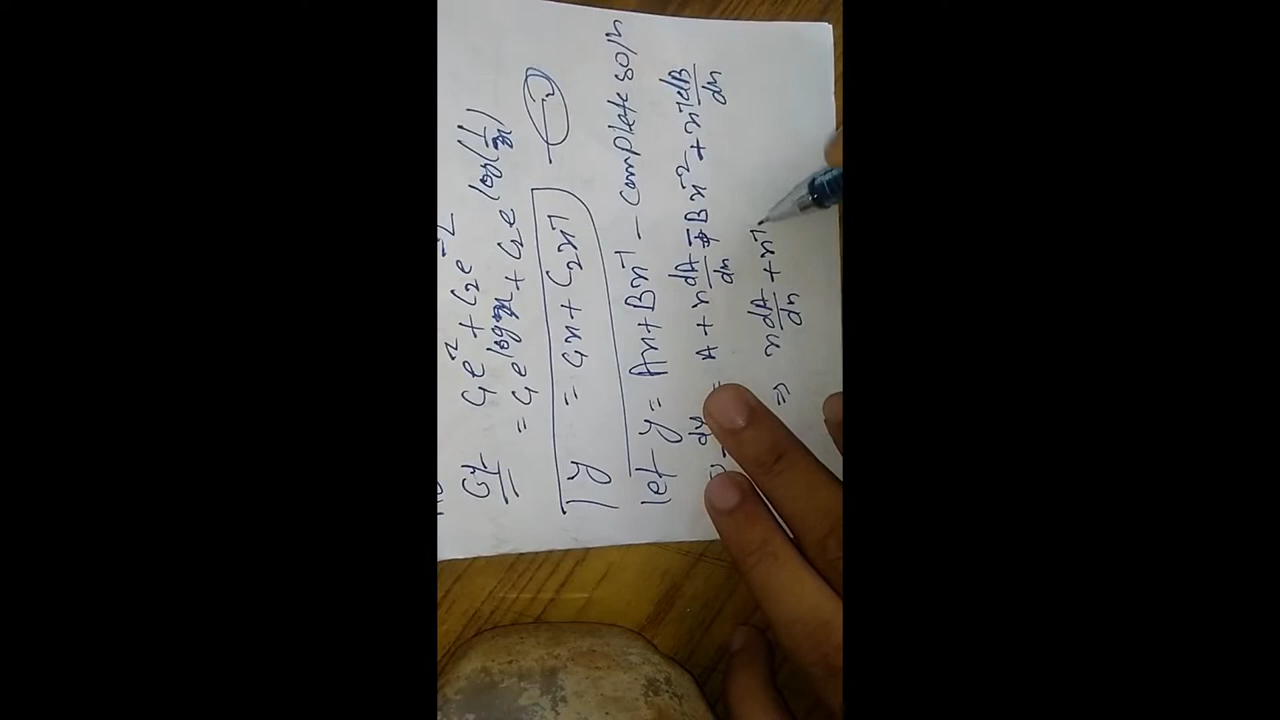 C.F. C₁e^z + C₂e^-z
= C₁e^logx + C₂e^log(1/x)
y = C₁x + C₂x⁻¹ — (1)
let y = Ax + Bx⁻¹ — complete soln
dy = A + x dA/dx - Bx⁻² + x⁻¹ dB/dx
⇒ x dA/dx + x⁻¹